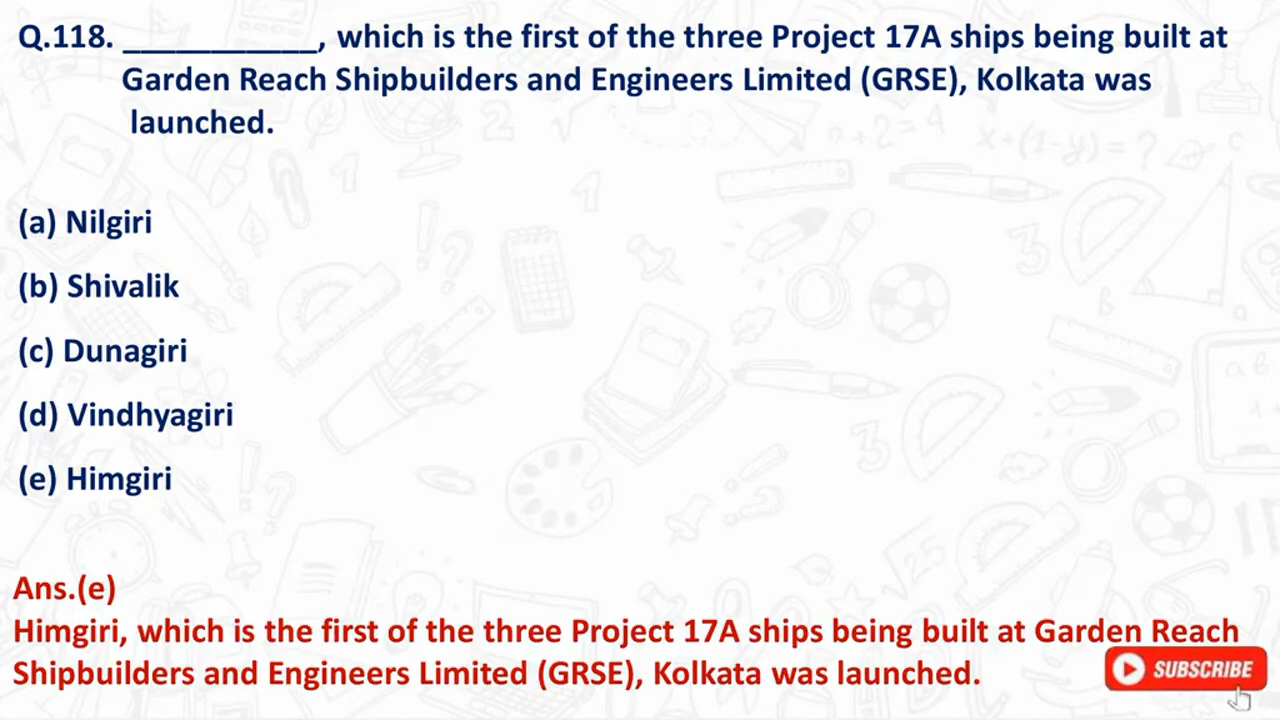 Q.118. ___________, which is the first of the three Project 17A ships being built at
Garden Reach Shipbuilders and Engineers Limited (GRSE), Kolkata was
launched.
(a) Nilgiri
(b) Shivalik
(c) Dunagiri
(d) Vindhyagiri
(e) Himgiri
Ans.(e)
Himgiri, which is the first of the three Project 17A ships being built at Garden Reach
Shipbuilders and Engineers Limited (GRSE), Kolkata was launched.
SUBSCRIBE